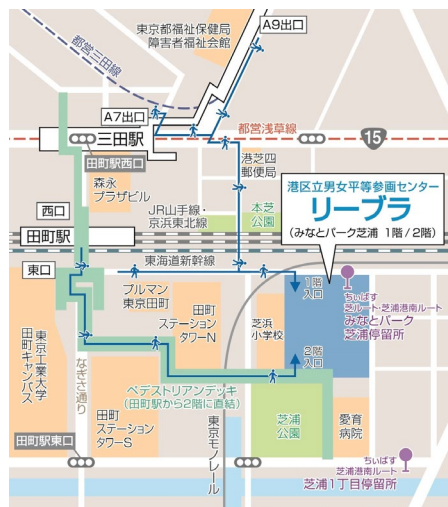 A9出口
東京都福祉保健局
障害者福祉会館
都営三田線
A7出口
三田駅
都営浅草線
15
田町駅西口
港芝四
郵便局
森永
プラザビル
港区立男女平等参画センター
リーブラ
(みなとパーク芝浦 1階/2階)
本芝
公園
JR山手線・
京浜東北線
西口
田町駅
東口
東海道新幹線
1階
入口
ちぃばす
芝ルート・芝浦港南ルート
みなとパーク
芝浦停留所
プルマン
東京田町
田町
ステーション
タワーN
芝浜
小学校
2階
入口
東京工業大学
田町キャンパス
なぎさ通り
ペデストリアンデッキ
(田町駅から2階に直結)
田町
ステーション
タワーS
東京モノレール
芝浦
公園
愛育
病院
田町駅東口
ちぃばす
芝浦港南ルート
芝浦1丁目停留所